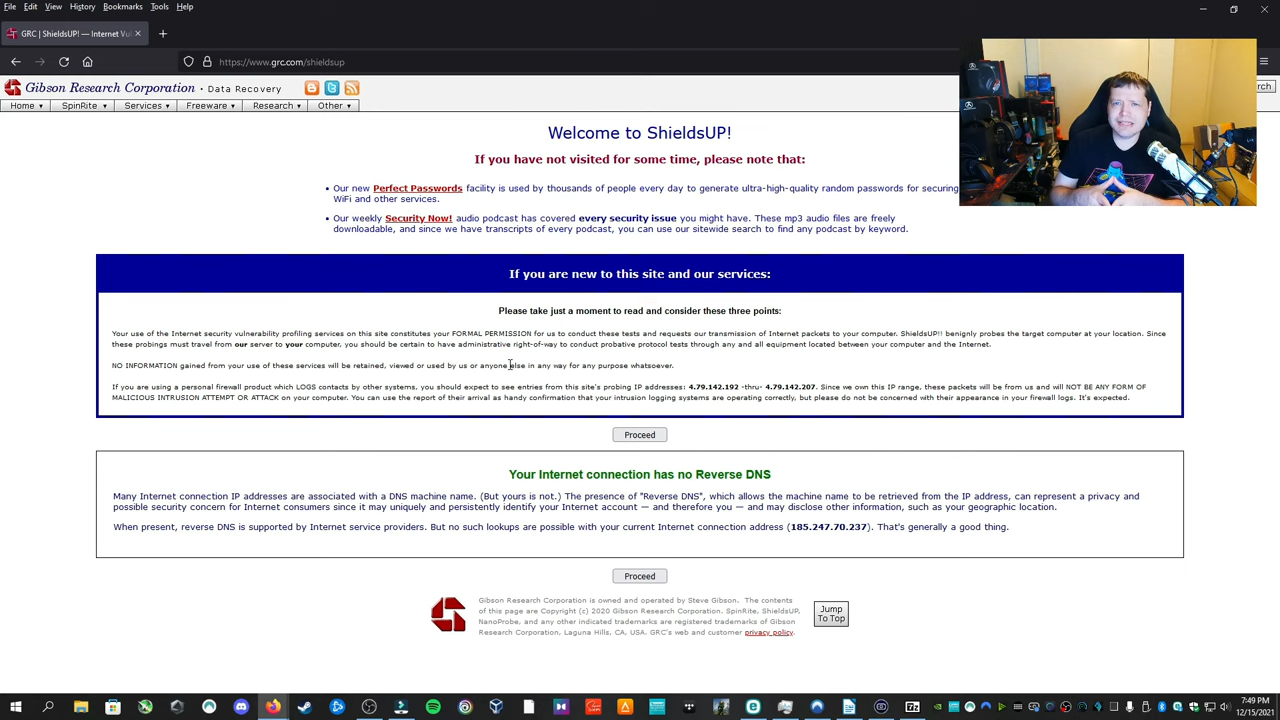 File Edit View History Bookmarks Tools Help
GRC | ShieldsUP! — Internet Vul
https://www.grc.com/shieldsup
Gibson Research Corporation • Data Recovery
rch
Home SpinRite Services Freeware Research Other
Welcome to ShieldsUP!
If you have not visited for some time, please note that:
• Our new Perfect Passwords facility is used by thousands of people every day to generate ultra-high-quality random passwords for securing
WiFi and other services.
• Our weekly Security Now! audio podcast has covered every security issue you might have. These mp3 audio files are freely
downloadable, and since we have transcripts of every podcast, you can use our sitewide search to find any podcast by keyword.
If you are new to this site and our services:
Please take just a moment to read and consider these three points:
Your use of the Internet security vulnerability profiling services on this site constitutes your FORMAL PERMISSION for us to conduct these tests and requests our transmission of Internet packets to your computer. ShieldsUP!! benignly probes the target computer at your location. Since
these probings must travel from our server to your computer, you should be certain to have administrative right-of-way to conduct probative protocol tests through any and all equipment located between your computer and the Internet.
NO INFORMATION gained from your use of these services will be retained, viewed or used by us or anyone else in any way for any purpose whatsoever.
If you are using a personal firewall product which LOGS contacts by other systems, you should expect to see entries from this site's probing IP addresses: 4.79.142.192 -thru- 4.79.142.207. Since we own this IP range, these packets will be from us and will NOT BE ANY FORM OF
MALICIOUS INTRUSION ATTEMPT OR ATTACK on your computer. You can use the report of their arrival as handy confirmation that your intrusion logging systems are operating correctly, but please do not be concerned with their appearance in your firewall logs. It's expected.
Proceed
Your Internet connection has no Reverse DNS
Many Internet connection IP addresses are associated with a DNS machine name. (But yours is not.) The presence of "Reverse DNS", which allows the machine name to be retrieved from the IP address, can represent a privacy and
possible security concern for Internet consumers since it may uniquely and persistently identify your Internet account — and therefore you — and may disclose other information, such as your geographic location.
When present, reverse DNS is supported by Internet service providers. But no such lookups are possible with your current Internet connection address (185.247.70.237). That's generally a good thing.
Proceed
Gibson Research Corporation is owned and operated by Steve Gibson. The contents
of this page are Copyright (c) 2020 Gibson Research Corporation. SpinRite, ShieldsUP,
NanoProbe, and any other indicated trademarks are registered trademarks of Gibson
Research Corporation, Laguna Hills, CA, USA. GRC's web and customer privacy policy.
Jump
To Top
7:49 PM
12/15/2021